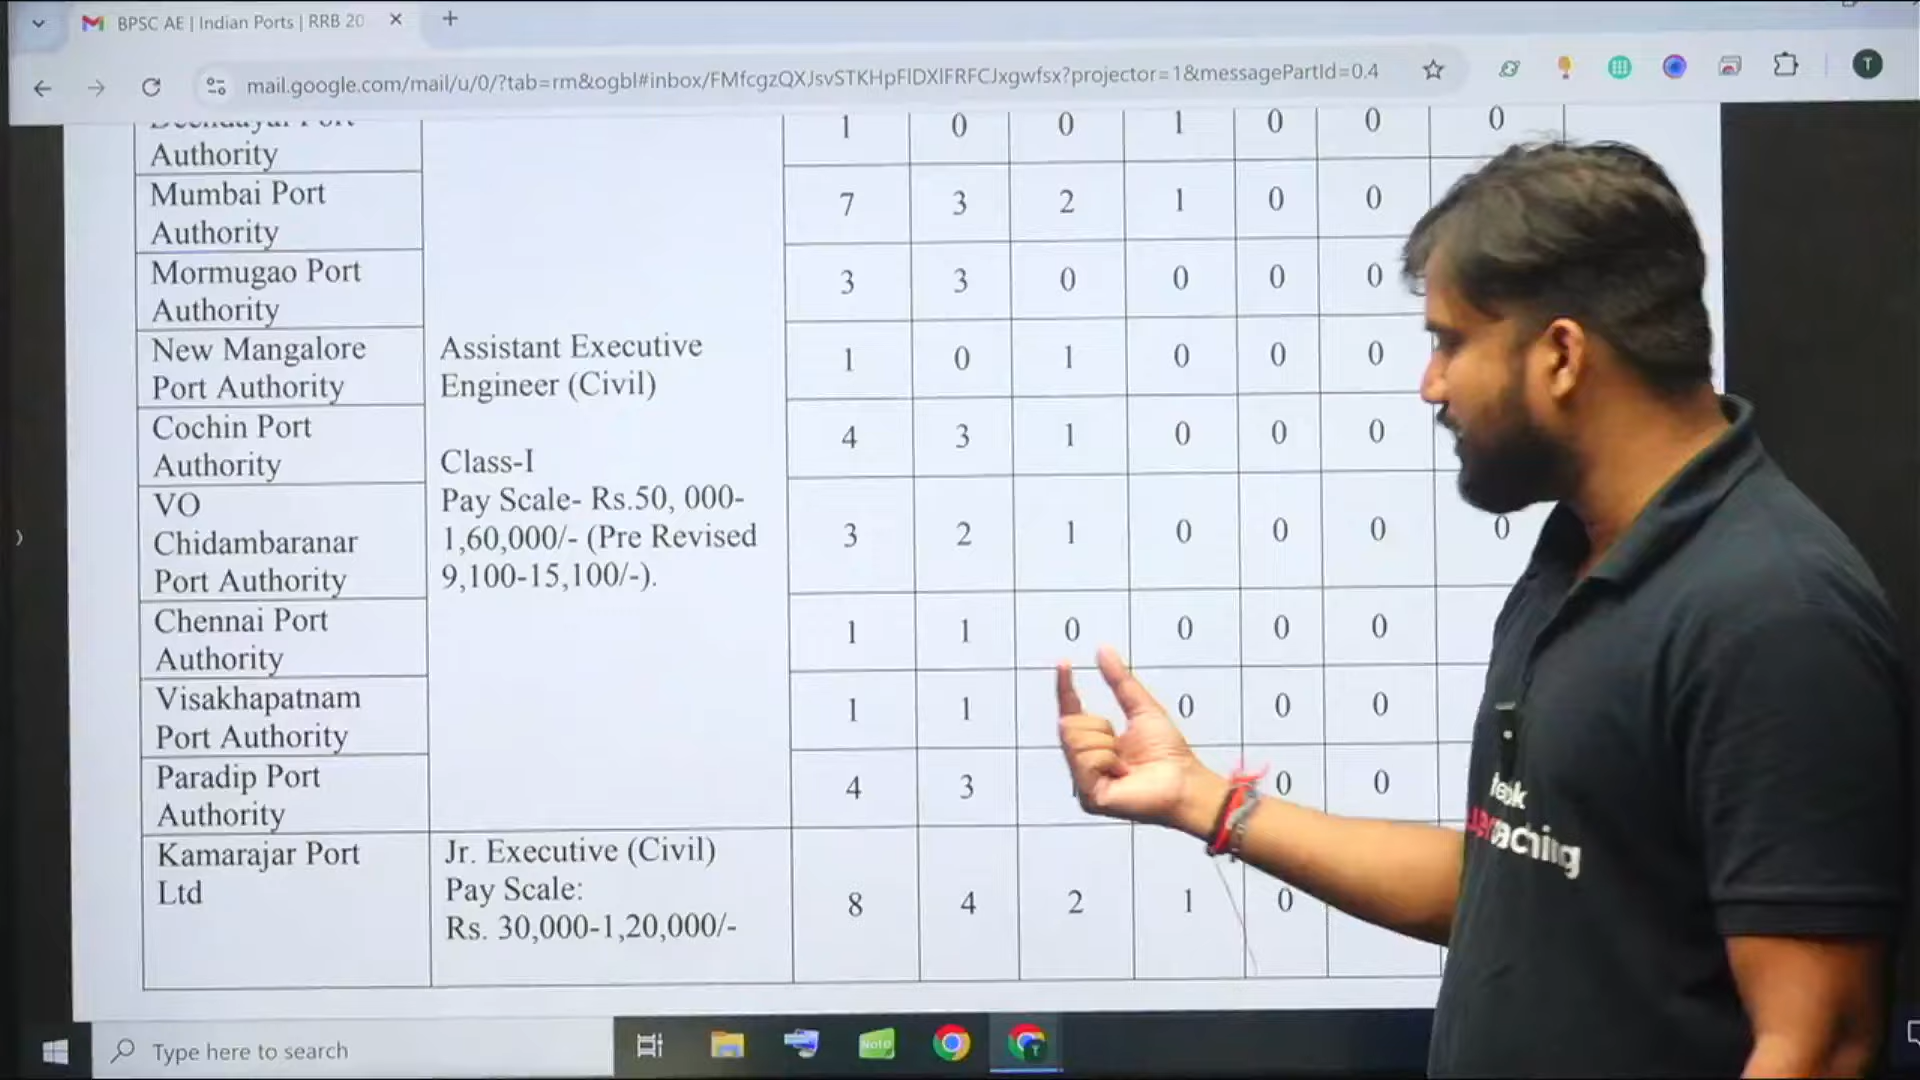 BPSC AE | Indian Ports | RRB 20
mail.google.com/mail/u/0/?tab=rm&ogbl#inbox/FMfcgzQXJsvSTKHpFlDXlFRFCJxgwfsx?projector=1&messagePartId=0.4
T
Authority
1 0 0 1 0 0 0
Mumbai Port
Authority
7 3 2 1 0 0
Mormugao Port
Authority
3 3 0 0 0 0
New Mangalore
Port Authority
1 0 1 0 0 0
Cochin Port
Authority
4 3 1 0 0 0
VO
Chidambaranar
Port Authority
3 2 1 0 0 0 0
Chennai Port
Authority
1 1 0 0 0 0
Visakhapatnam
Port Authority
1 1 0 0 0
Paradip Port
Authority
4 3 0 0
Assistant Executive
Engineer (Civil)
Class-I
Pay Scale- Rs.50, 000-
1,60,000/- (Pre Revised
9,100-15,100/-).
Kamarajar Port
Ltd
Jr. Executive (Civil)
Pay Scale:
Rs. 30,000-1,20,000/-
8 4 2 1 0
Type here to search
Note
T